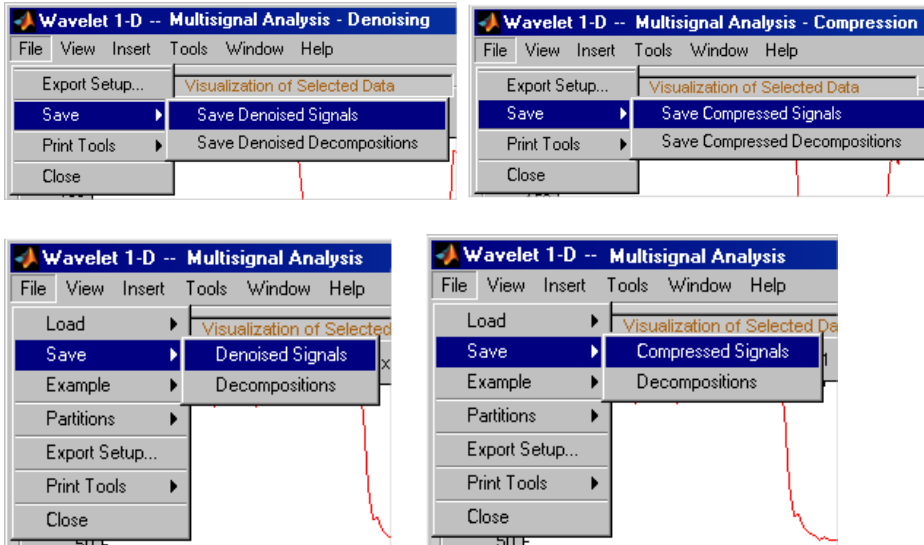 Wavelet 1-D -- Multisignal Analysis - Denoising
File View Insert Tools Window Help
Export Setup...
Visualization of Selected Data
Save
Save Denoised Signals
Print Tools
Save Denoised Decompositions
Close
Wavelet 1-D -- Multisignal Analysis - Compression
File View Insert Tools Window Help
Export Setup...
Visualization of Selected Data
Save
Save Compressed Signals
Print Tools
Save Compressed Decompositions
Close
Wavelet 1-D -- Multisignal Analysis
File View Insert Tools Window Help
Load
Visualization of Selected
Save
Denoised Signals
Example
Decompositions
Partitions
Export Setup...
Print Tools
Close
Wavelet 1-D -- Multisignal Analysis
File View Insert Tools Window Help
Load
Visualization of Selected Da
Save
Compressed Signals
Example
Decompositions
Partitions
Export Setup...
Print Tools
Close